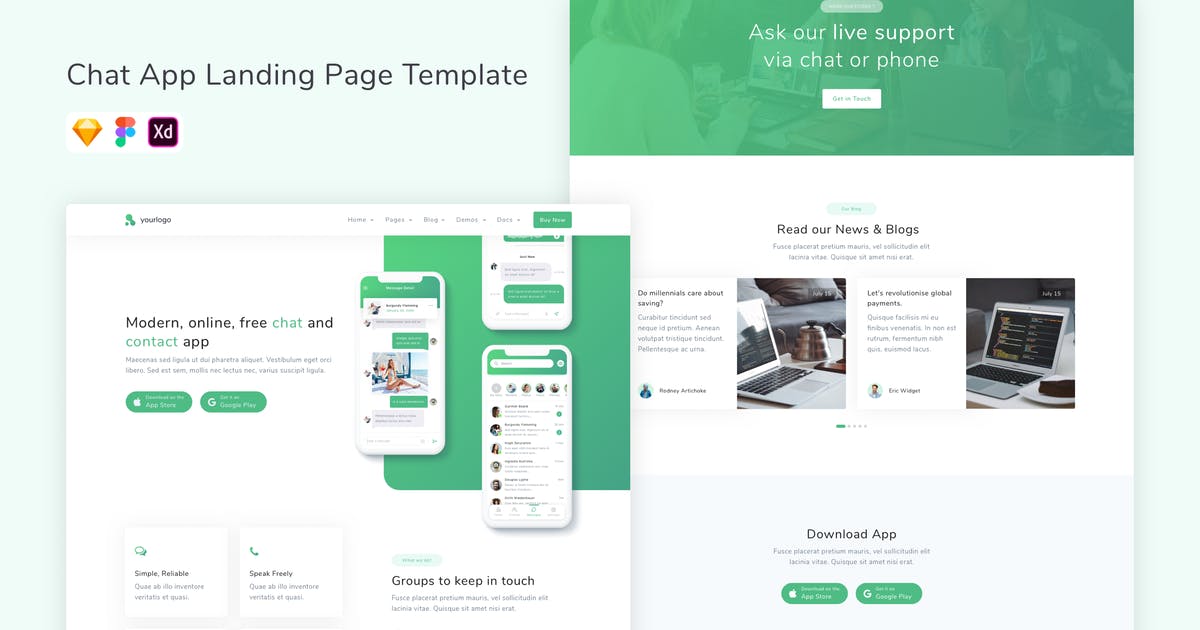 Chat App Landing Page Template
Xd
yourlogo
Home
Pages
Blog
Demos
Docs
Buy Now
Modern, online, free chat and
contact app
Maecenas sed ligula ut dui pharetra aliquet. Vestibulum eget orci
libero. Sed est sem, mollis nec lectus nec, varius suscipit ligula.
Download on the
App Store
Get it on
Google Play
Message Detail
Burgundy Flemming
Just Now
Search
Simple, Reliable
Quae ab illo inventore
veritatis et quasi.
Speak Freely
Quae ab illo inventore
veritatis et quasi.
What we do?
Groups to keep in touch
Fusce placerat pretium mauris, vel sollicitudin elit
lacinia vitae. Quisque sit amet nisi erat.
Ask our live support
via chat or phone
Get in Touch
Our Blog
Read our News & Blogs
Fusce placerat pretium mauris, vel sollicitudin elit
lacinia vitae. Quisque sit amet nisi erat.
Do millennials care about
saving?
Curabitur tincidunt sed
neque id pretium. Aenean
volutpat tristique tincidunt.
Pellentesque ac urna.
Rodney Artichoke
July 15
Let's revolutionise global
payments.
Quisque facilisis mi eu
finibus venenatis. In non est
rutrum, fermentum nibh
quis, euismod lacus.
Eric Widget
July 15
Download App
Fusce placerat pretium mauris, vel sollicitudin elit
lacinia vitae. Quisque sit amet nisi erat.
Download on the
App Store
Get it on
Google Play